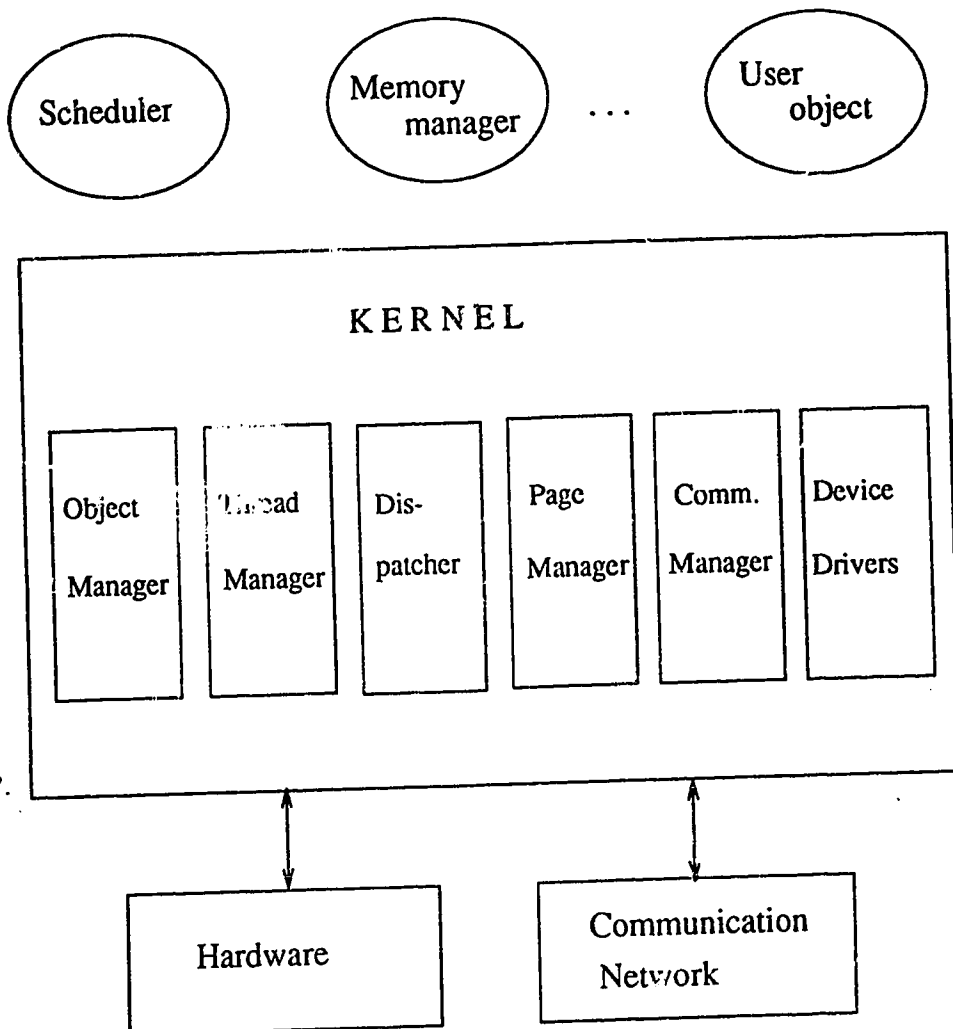 Scheduler
Memory
manager
...
User
object
KERNEL
Object
Manager
Thread
Manager
Dis-
patcher
Page
Manager
Comm.
Manager
Device
Drivers
Hardware
Communication
Network